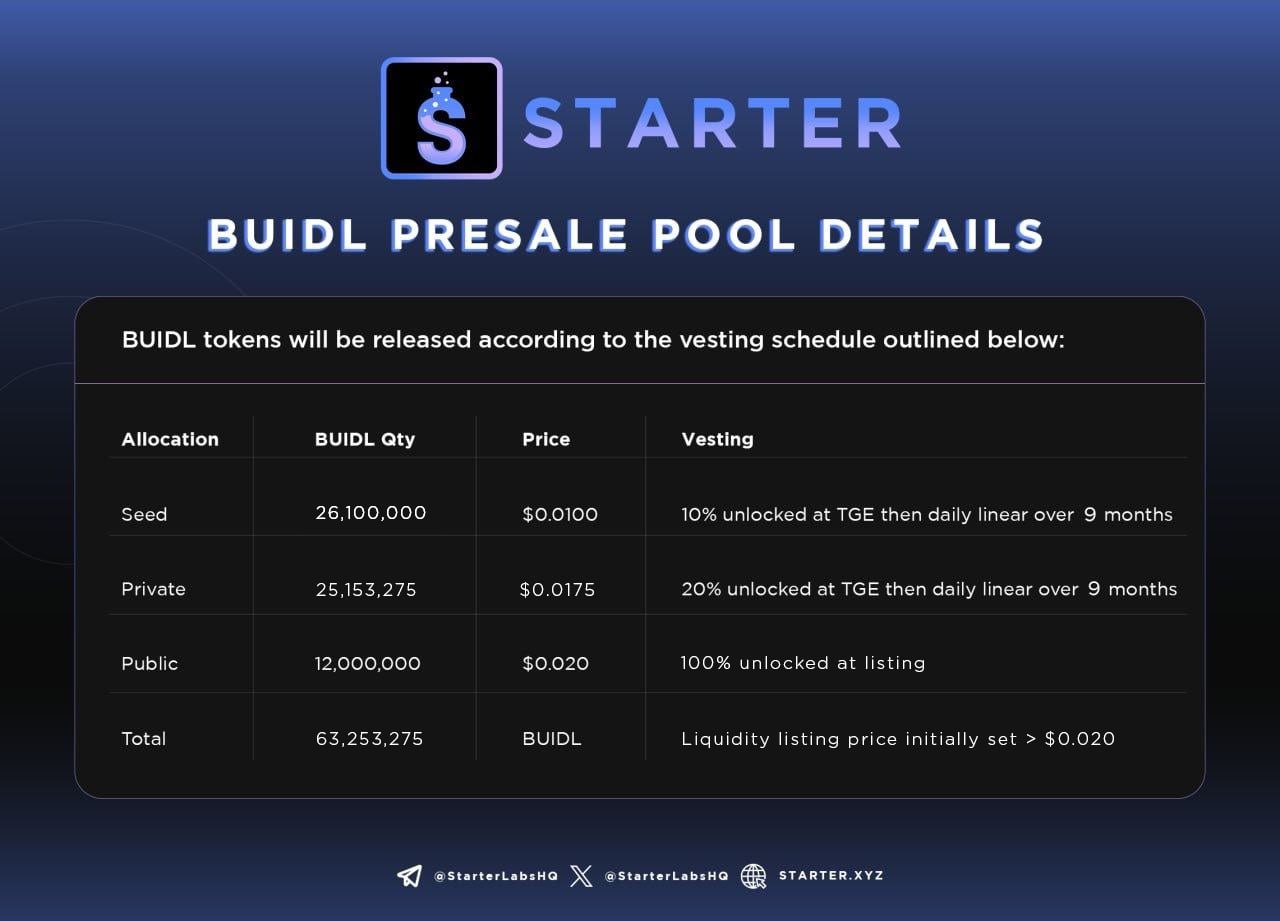 STARTER
BUIDL PRESALE POOL DETAILS
BUIDL tokens will be released according to the vesting schedule outlined below:
Allocation BUIDL Qty Price Vesting
Seed 26,100,000 $0.0100 10% unlocked at TGE then daily linear over 9 months
Private 25,153,275 $0.0175 20% unlocked at TGE then daily linear over 9 months
Public 12,000,000 $0.020 100% unlocked at listing
Total 63,253,275 BUIDL Liquidity listing price initially set > $0.020
@StarterLabsHQ @StarterLabsHQ STARTER.XYZ